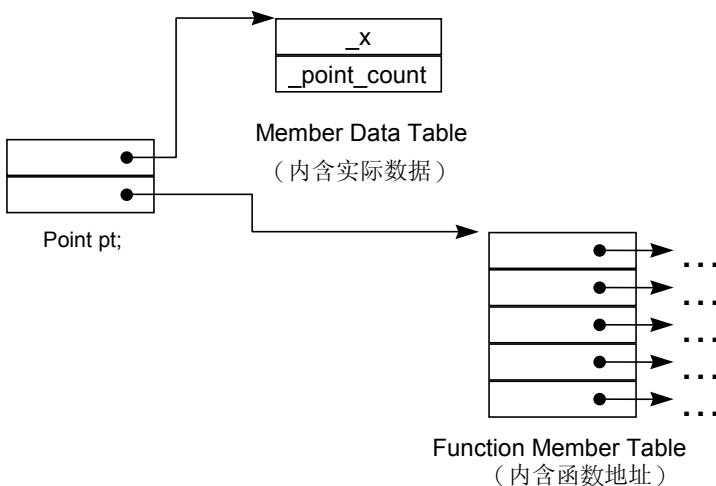 _x
_point_count
Member Data Table
（内含实际数据）
Point pt;
...
...
...
...
...
Function Member Table
（内含函数地址）